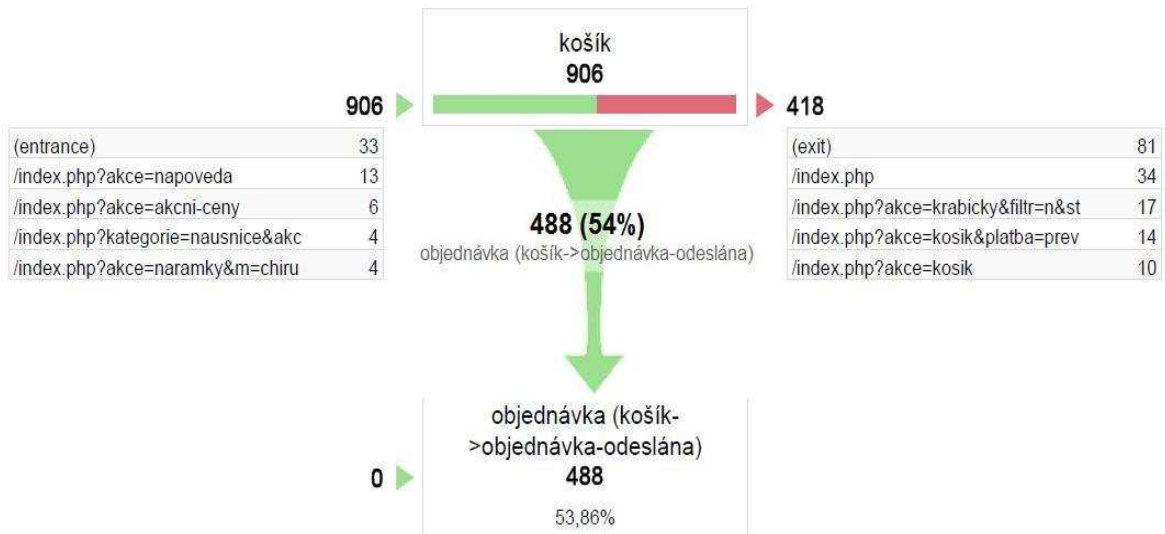 košík
906
906
418
(entrance) 33
/index.php?akce=napoveda 13
/index.php?akce=akcni-ceny 6
/index.php?kategorie=nausnice&akc 4
/index.php?akce=naramky&m=chiru 4
(exit) 81
/index.php 34
/index.php?akce=krabicky&filtr=n&st 17
/index.php?akce=kosik&platba=prev 14
/index.php?akce=kosik 10
488 (54%)
objednávka (košík->objednávka-odeslána)
objednávka (košík-
>objednávka-odeslána)
0
488
53,86%